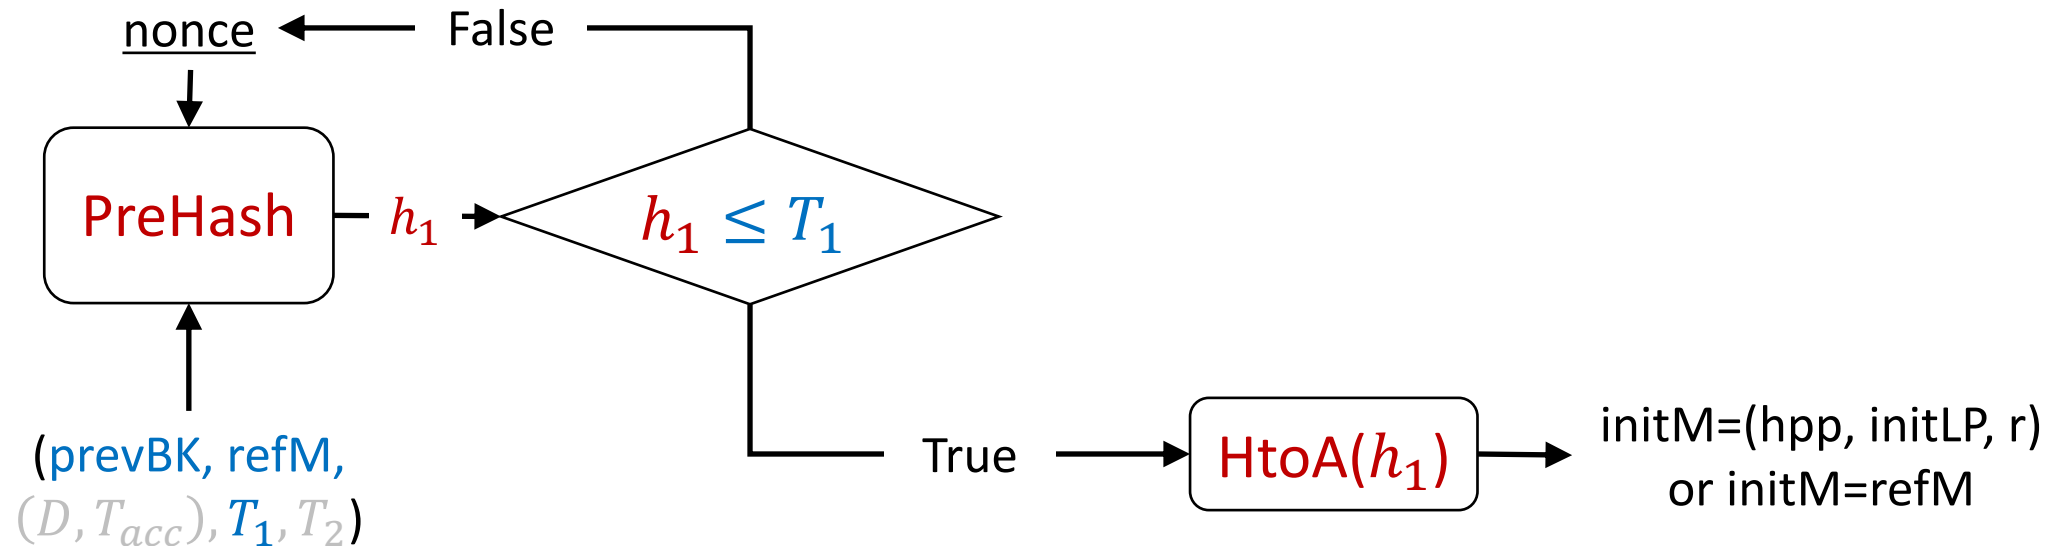 nonce
False
PreHash
h₁
h₁ ≤ T₁
(prevBK, refM,
(D, T_acc), T₁, T₂)
True
HtoA(h₁)
initM=(hpp, initLP, r)
or initM=refM